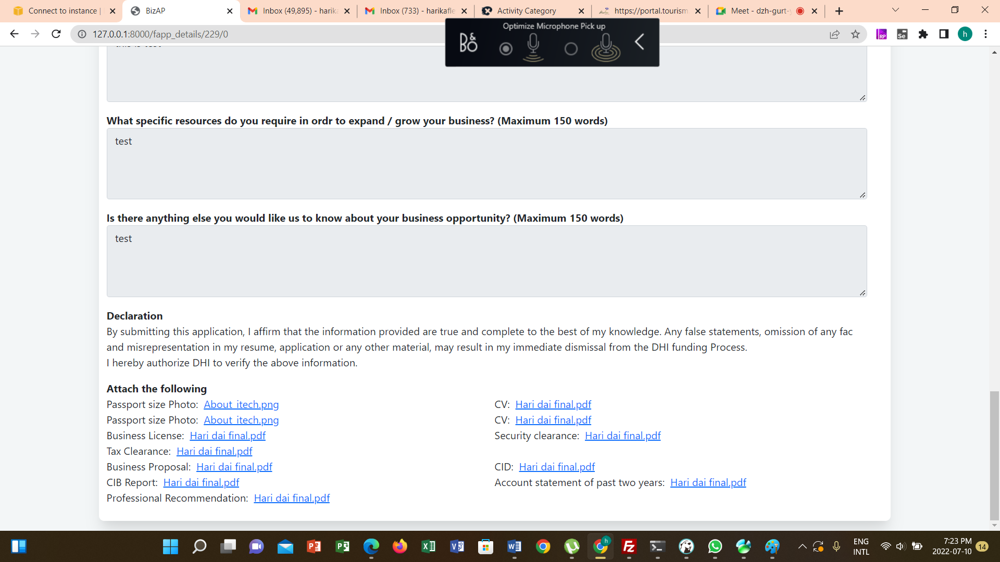 Connect to instance |
BizAP
Inbox (49,895) - harika
Inbox (733) - harikafle
Activity Category
https://portal.tourism.
Meet - dzh-gurt-y
127.0.0.1:8000/fapp_details/229/0
Optimize Microphone Pick up
B&O
this is test
What specific resources do you require in ordr to expand / grow your business? (Maximum 150 words)
test
Is there anything else you would like us to know about your business opportunity? (Maximum 150 words)
test
Declaration
By submitting this application, I affirm that the information provided are true and complete to the best of my knowledge. Any false statements, omission of any fac
and misrepresentation in my resume, application or any other material, may result in my immediate dismissal from the DHI funding Process.
I hereby authorize DHI to verify the above information.
Attach the following
Passport size Photo: About itech.png CV: Hari dai final.pdf
Passport size Photo: About itech.png CV: Hari dai final.pdf
Business License: Hari dai final.pdf Security clearance: Hari dai final.pdf
Tax Clearance: Hari dai final.pdf
Business Proposal: Hari dai final.pdf CID: Hari dai final.pdf
CIB Report: Hari dai final.pdf Account statement of past two years: Hari dai final.pdf
Professional Recommendation: Hari dai final.pdf
ENG
INTL
7:23 PM
2022-07-10
14